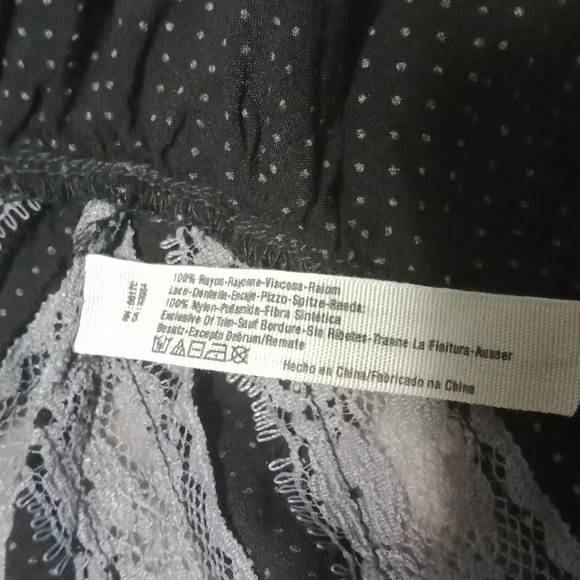 100% Rayon-Rayonne-Viscosa-Raiom
Lace-Dentelle-Encaje-Pizzo-Spitze-Renda:
100% Nylon-Poliamida-Fibra Sintética
Exclusive Of Trim-Sauf Bordure-Sin Ribetes-Tranne La Finitura-Ausser
Besatz-Excepto Debrum/Remate
Hecho en China/Fabricado na China